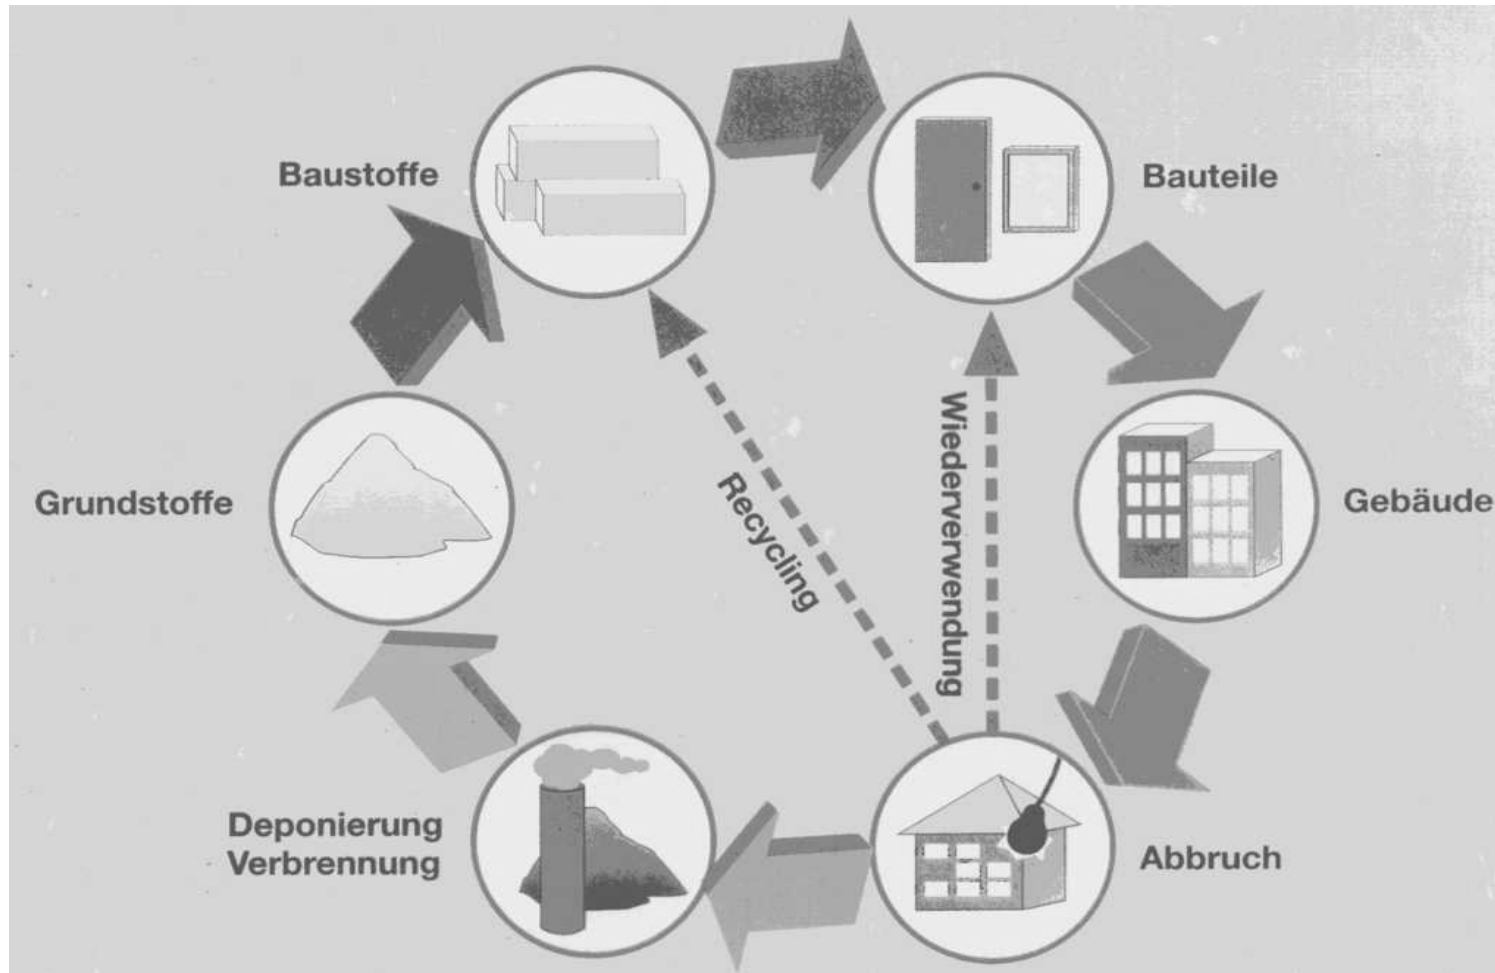 Baustoffe
Bauteile
Grundstoffe
Gebäude
Recycling
Wiederverwendung
Deponierung
Verbrennung
Abbruch